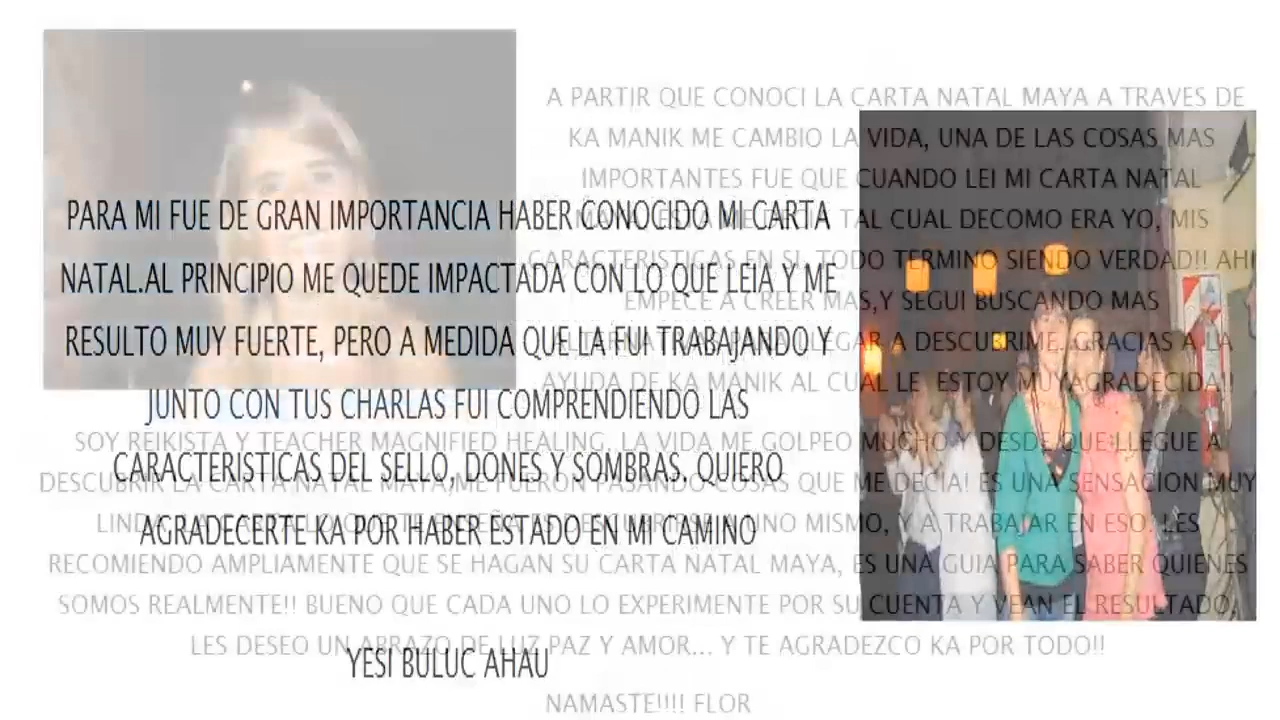 PARA MI FUE DE GRAN IMPORTANCIA HABER CONOCIDO MI CARTA
NATAL.AL PRINCIPIO ME QUEDE IMPACTADA CON LO QUE LEIA Y ME
RESULTO MUY FUERTE, PERO A MEDIDA QUE LA FUI TRABAJANDO Y
JUNTO CON TUS CHARLAS FUI COMPRENDIENDO LAS
CARACTERISTICAS DEL SELLO, DONES Y SOMBRAS. QUIERO
AGRADECERTE KA POR HABER ESTADO EN MI CAMINO
YESI BULUC AHAU
A PARTIR QUE CONOCI LA CARTA NATAL MAYA A TRAVES DE
KA MANIK ME CAMBIO LA VIDA, UNA DE LAS COSAS MAS
IMPORTANTES FUE QUE CUANDO LEI MI CARTA NATAL
TAL CUAL DECOMO ERA YO, MIS
CARACTERISTICAS EN SI, TODO TERMINO SIENDO VERDAD!! AHI
EMPECE A CREER MAS,Y SEGUI BUSCANDO MAS
LLEGAR A DESCUBRIME. GRACIAS A LA
AYUDA DE KA MANIK AL CUAL LE ESTOY MUYAGRADECIDA!!
SOY REIKISTA Y TEACHER MAGNIFIED HEALING, LA VIDA ME GOLPEO MUCHO Y DESDE QUE LLEGUE A
DESCUBRIR LA CARTA NATAL MAYA,ME FUERON PASANDO COSAS QUE ME DECIA! ES UNA SENSACION MUY
LINDA, UNO MISMO, Y A TRABAJAR EN ESO. LES
RECOMIENDO AMPLIAMENTE QUE SE HAGAN SU CARTA NATAL MAYA, ES UNA GUIA PARA SABER QUIENES
SOMOS REALMENTE!! BUENO QUE CADA UNO LO EXPERIMENTE POR SU CUENTA Y VEAN EL RESULTADO,
LES DESEO UN ABRAZO DE LUZ PAZ Y AMOR... Y TE AGRADEZCO KA POR TODO!!
NAMASTE!!!! FLOR